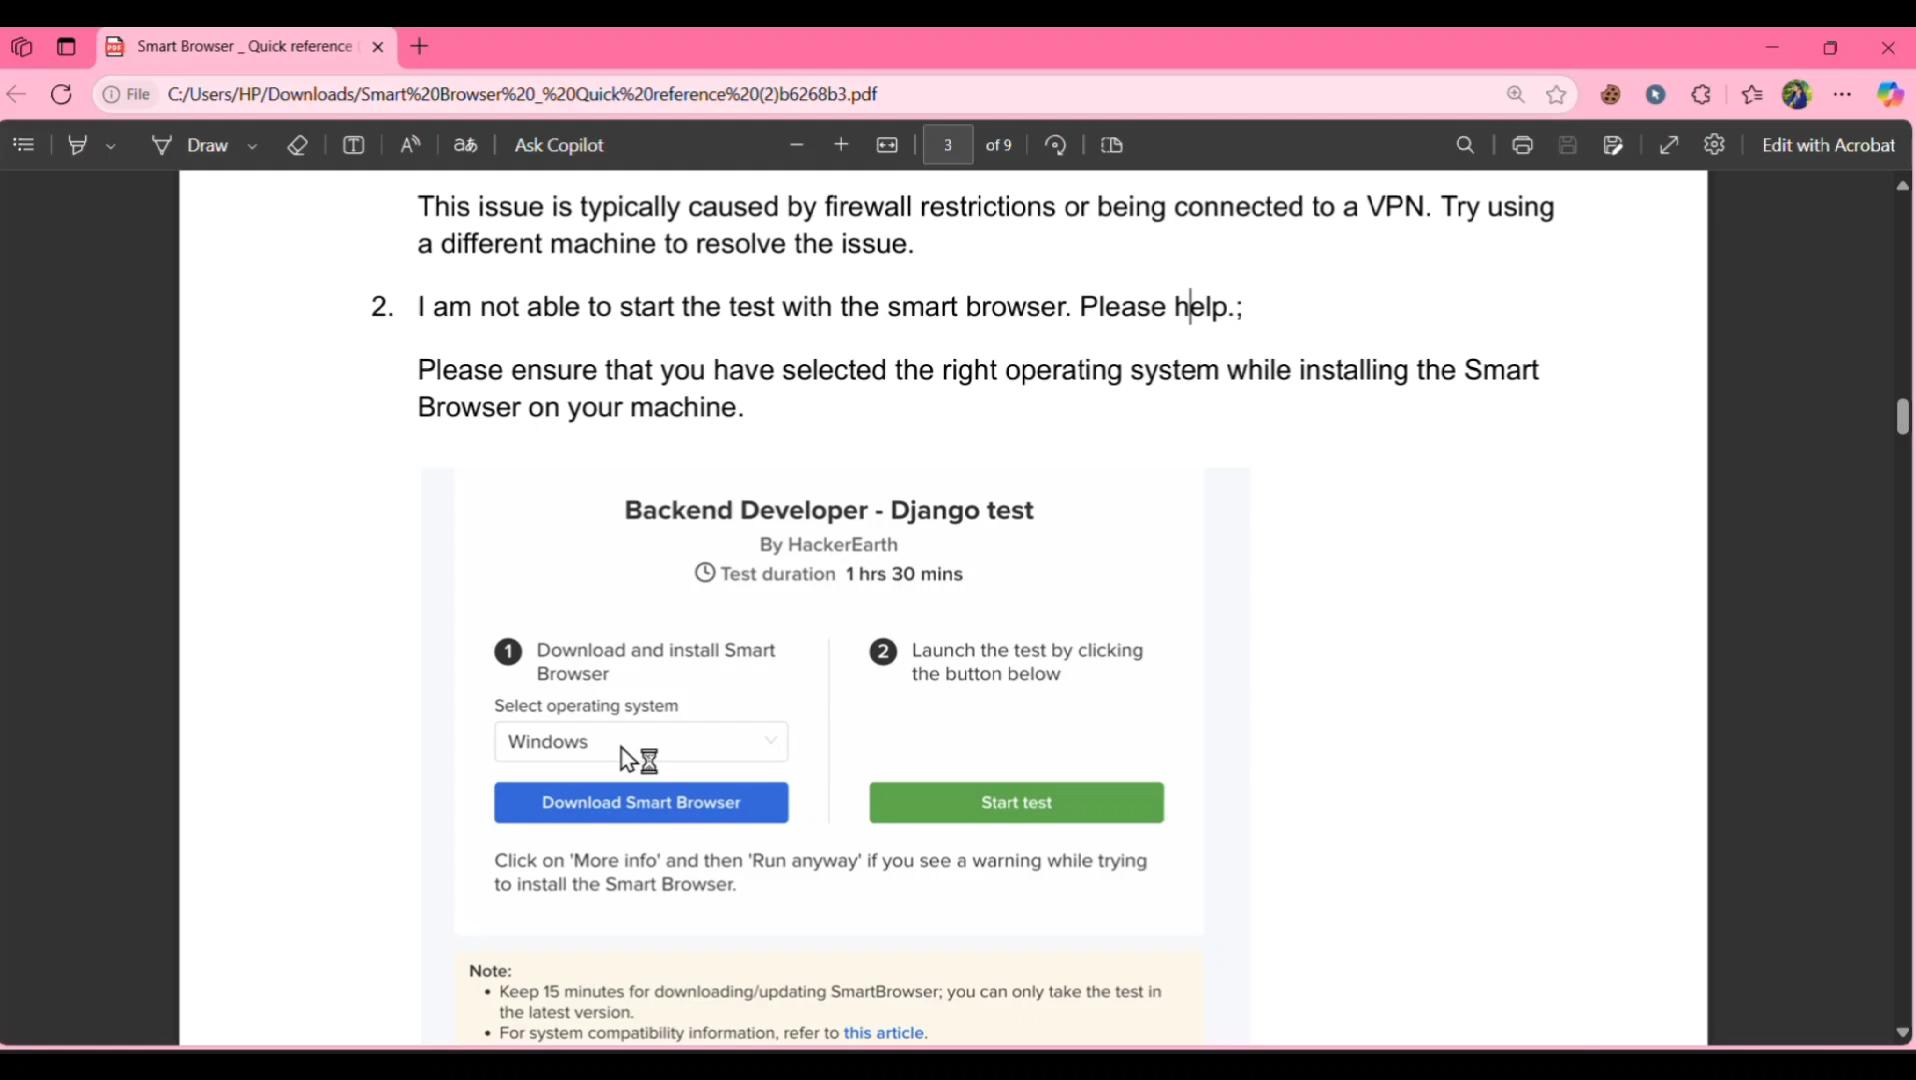 Smart Browser _ Quick reference
File C:/Users/HP/Downloads/Smart%20Browser%20_%20Quick%20reference%20(2)b6268b3.pdf
Draw Ask Copilot 3 of 9 Edit with Acrobat
This issue is typically caused by firewall restrictions or being connected to a VPN. Try using
a different machine to resolve the issue.
2. I am not able to start the test with the smart browser. Please help.;
Please ensure that you have selected the right operating system while installing the Smart
Browser on your machine.
Backend Developer - Django test
By HackerEarth
Test duration 1 hrs 30 mins
1 Download and install Smart
Browser
Select operating system
Windows
Download Smart Browser
2 Launch the test by clicking
the button below
Start test
Click on 'More info' and then 'Run anyway' if you see a warning while trying
to install the Smart Browser.
Note:
• Keep 15 minutes for downloading/updating SmartBrowser; you can only take the test in
the latest version.
• For system compatibility information, refer to this article.